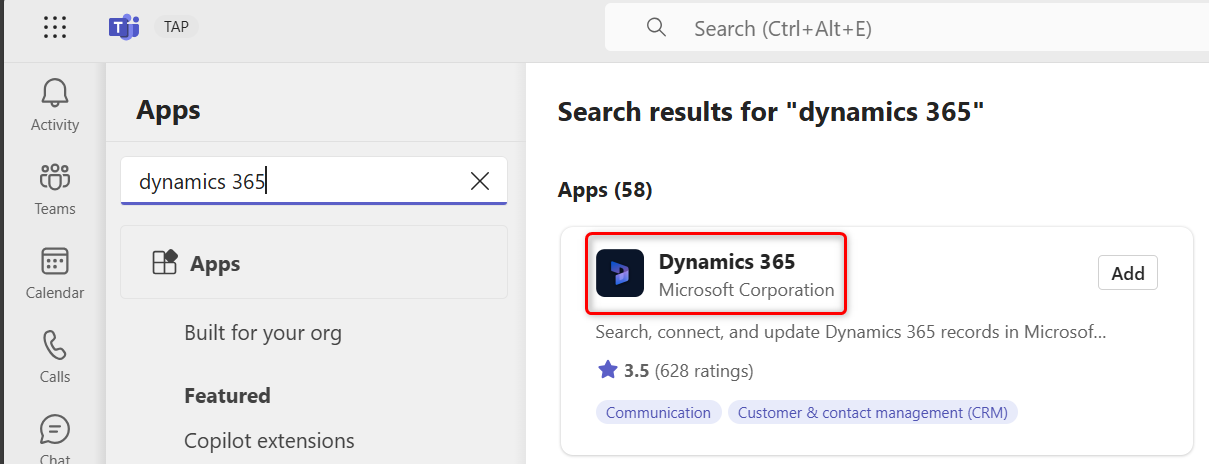 TAP
Search (Ctrl+Alt+E)
Activity
Teams
Calendar
Calls
Chat
Apps
dynamics 365
Apps
Built for your org
Featured
Copilot extensions
Search results for "dynamics 365"
Apps (58)
Dynamics 365
Microsoft Corporation
Add
Search, connect, and update Dynamics 365 records in Microsof...
3.5 (628 ratings)
Communication
Customer & contact management (CRM)